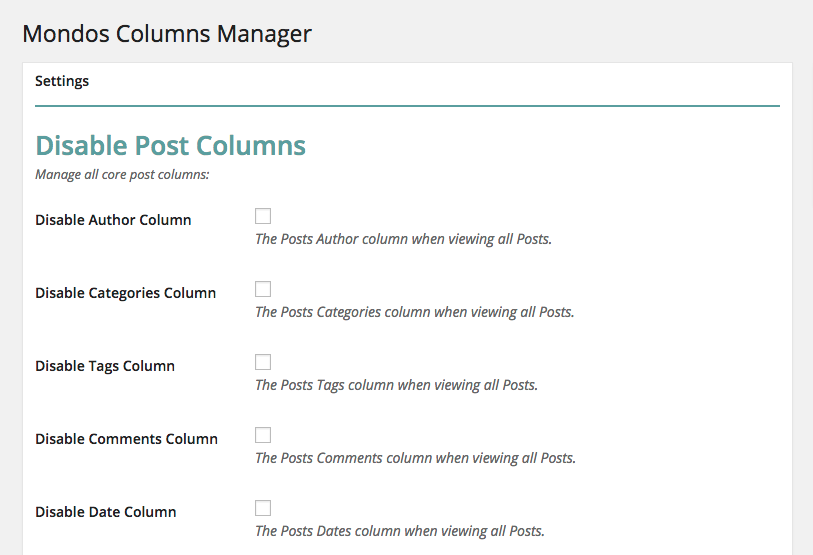 Mondos Columns Manager
Settings
Disable Post Columns
Manage all core post columns:
Disable Author Column
The Posts Author column when viewing all Posts.
Disable Categories Column
The Posts Categories column when viewing all Posts.
Disable Tags Column
The Posts Tags column when viewing all Posts.
Disable Comments Column
The Posts Comments column when viewing all Posts.
Disable Date Column
The Posts Dates column when viewing all Posts.